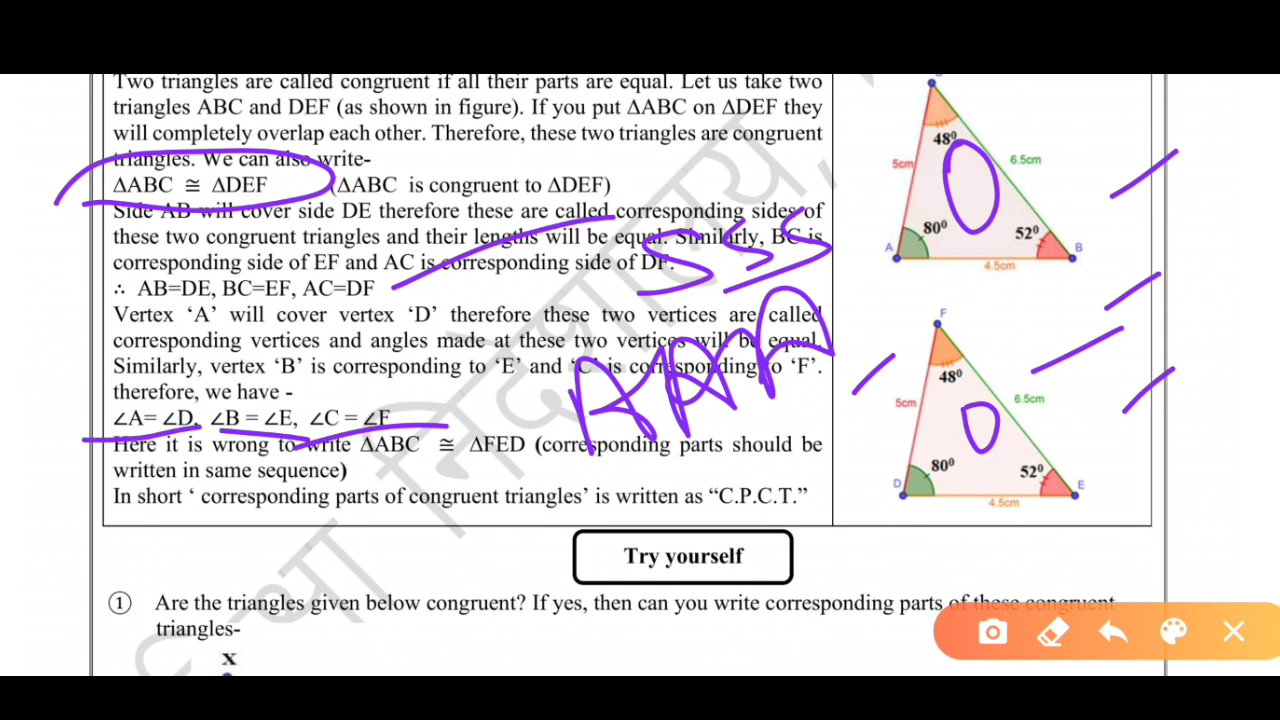 Two triangles are called congruent if all their parts are equal. Let us take two
triangles ABC and DEF (as shown in figure). If you put ΔABC on ΔDEF they
will completely overlap each other. Therefore, these two triangles are congruent
triangles. We can also write-
ΔABC ≅ ΔDEF (ΔABC is congruent to ΔDEF)
Side AB will cover side DE therefore these are called corresponding sides of
these two congruent triangles and their lengths will be equal. Similarly, BC is
corresponding side of EF and AC is corresponding side of DF.
∴ AB=DE, BC=EF, AC=DF
Vertex ‘A’ will cover vertex ‘D’ therefore these two vertices are called
corresponding vertices and angles made at these two vertices will be equal.
Similarly, vertex ‘B’ is corresponding to ‘E’ and ‘C’ is corresponding to ‘F’.
therefore, we have -
∠A= ∠D, ∠B = ∠E, ∠C = ∠F
Here it is wrong to write ΔABC ≅ ΔFED (corresponding parts should be
written in same sequence)
In short ‘ corresponding parts of congruent triangles’ is written as “C.P.C.T.”
SSS
AAA
48⁰
5cm
6.5cm
80⁰
52⁰
A
B
4.5cm
F
48⁰
5cm
6.5cm
80⁰
52⁰
D
E
4.5cm
Try yourself
① Are the triangles given below congruent? If yes, then can you write corresponding parts of these congruent
triangles-
X